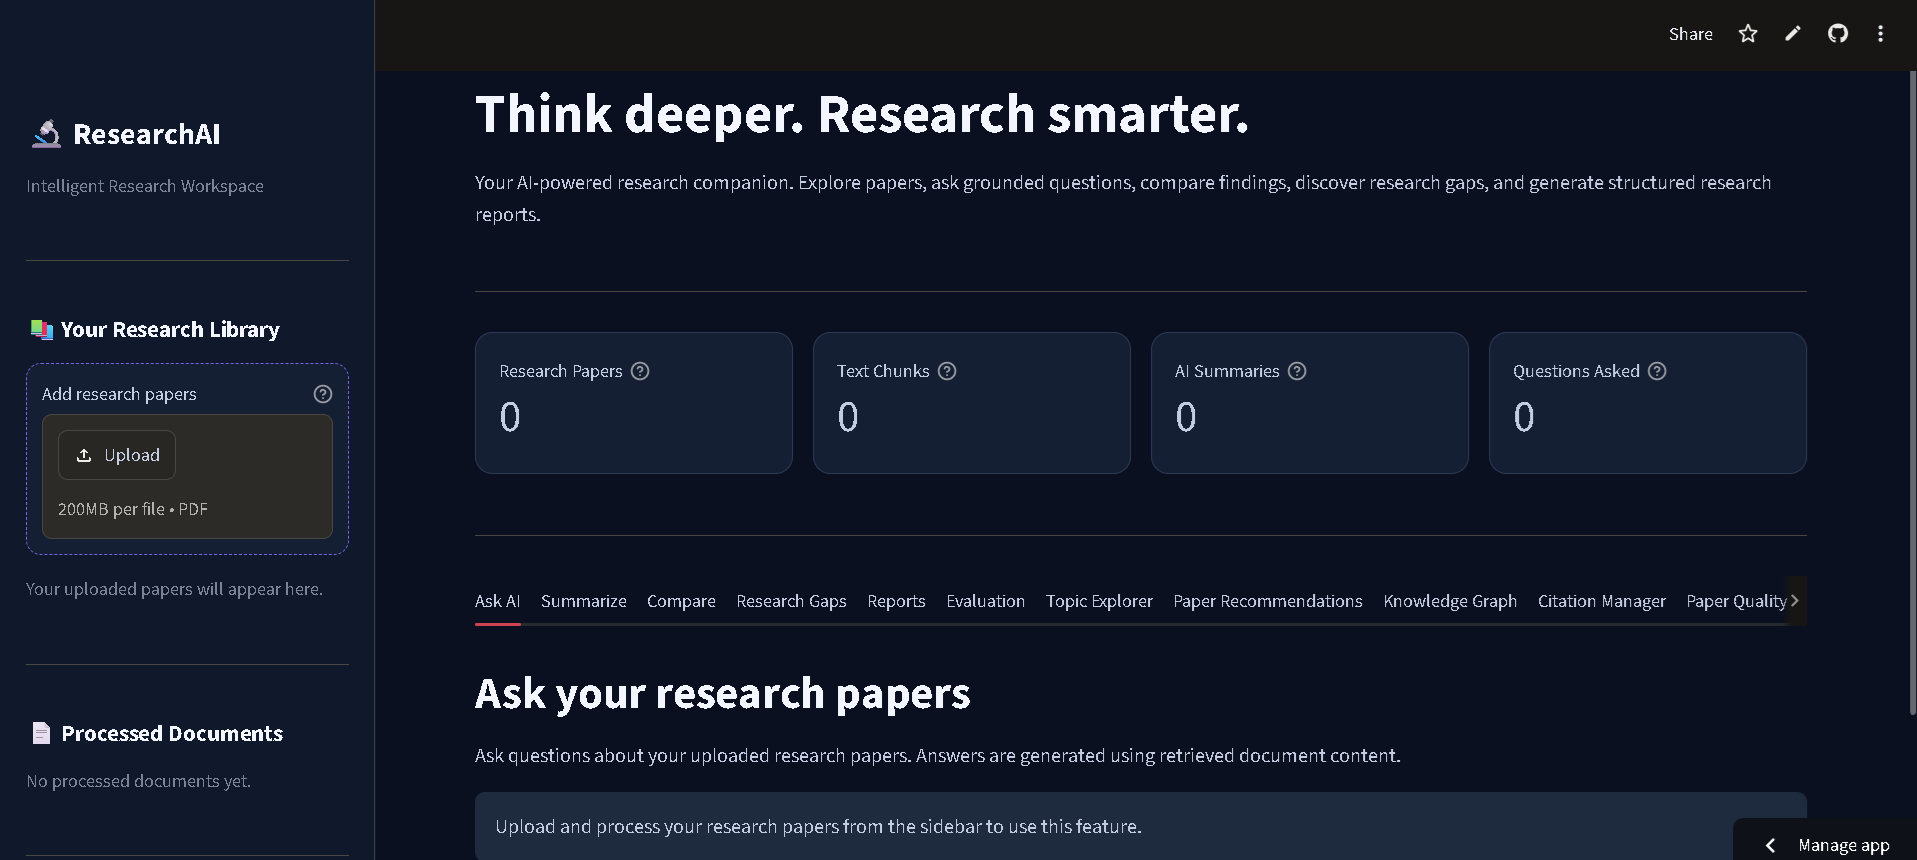 Share
ResearchAI
Intelligent Research Workspace
Your Research Library
Add research papers
Upload
200MB per file • PDF
Your uploaded papers will appear here.
Processed Documents
No processed documents yet.
Think deeper. Research smarter.
Your AI-powered research companion. Explore papers, ask grounded questions, compare findings, discover research gaps, and generate structured research
reports.
Research Papers
0
Text Chunks
0
AI Summaries
0
Questions Asked
0
Ask AI Summarize Compare Research Gaps Reports Evaluation Topic Explorer Paper Recommendations Knowledge Graph Citation Manager Paper Quality
Ask your research papers
Ask questions about your uploaded research papers. Answers are generated using retrieved document content.
Upload and process your research papers from the sidebar to use this feature.
Manage app